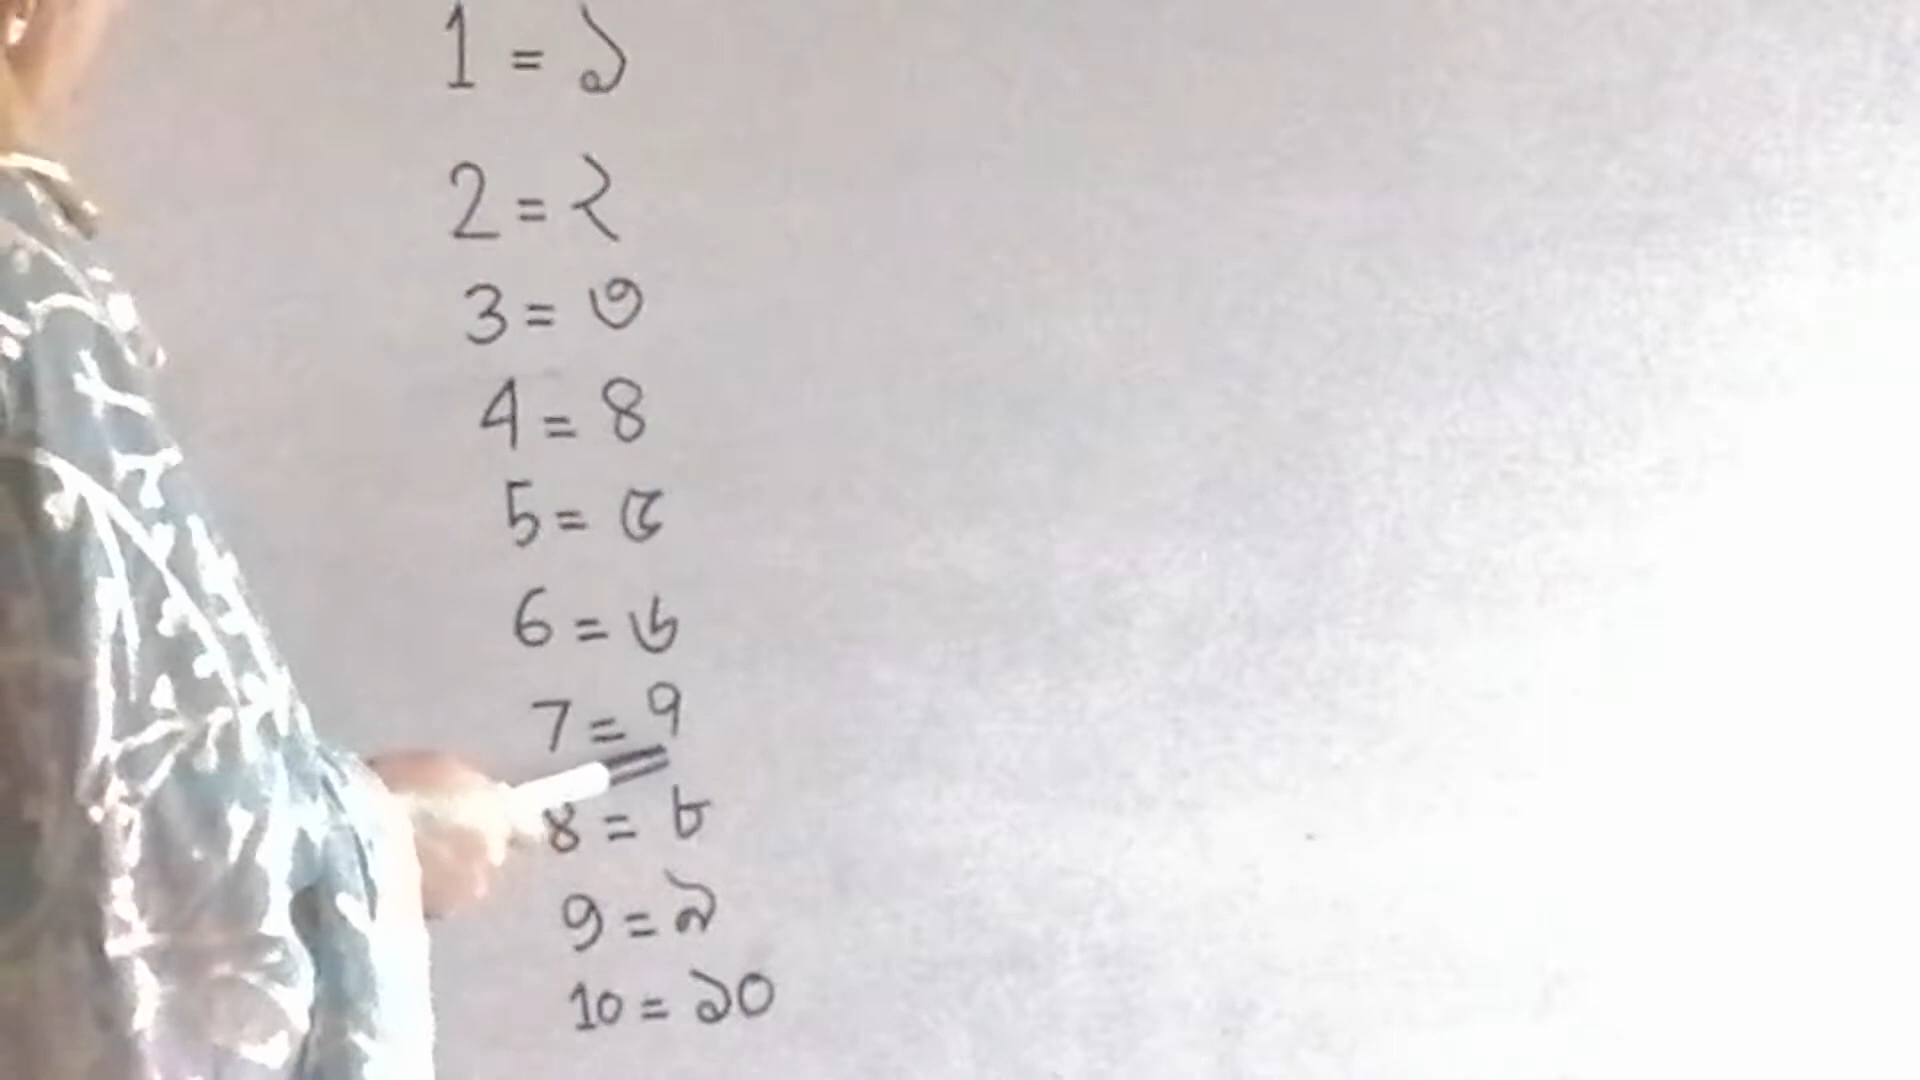 1 = ১
2 = ২
3 = ৩
4 = ৪
5 = ৫
6 = ৬
7 = ৭
8 = ৮
9 = ৯
10 = ১০